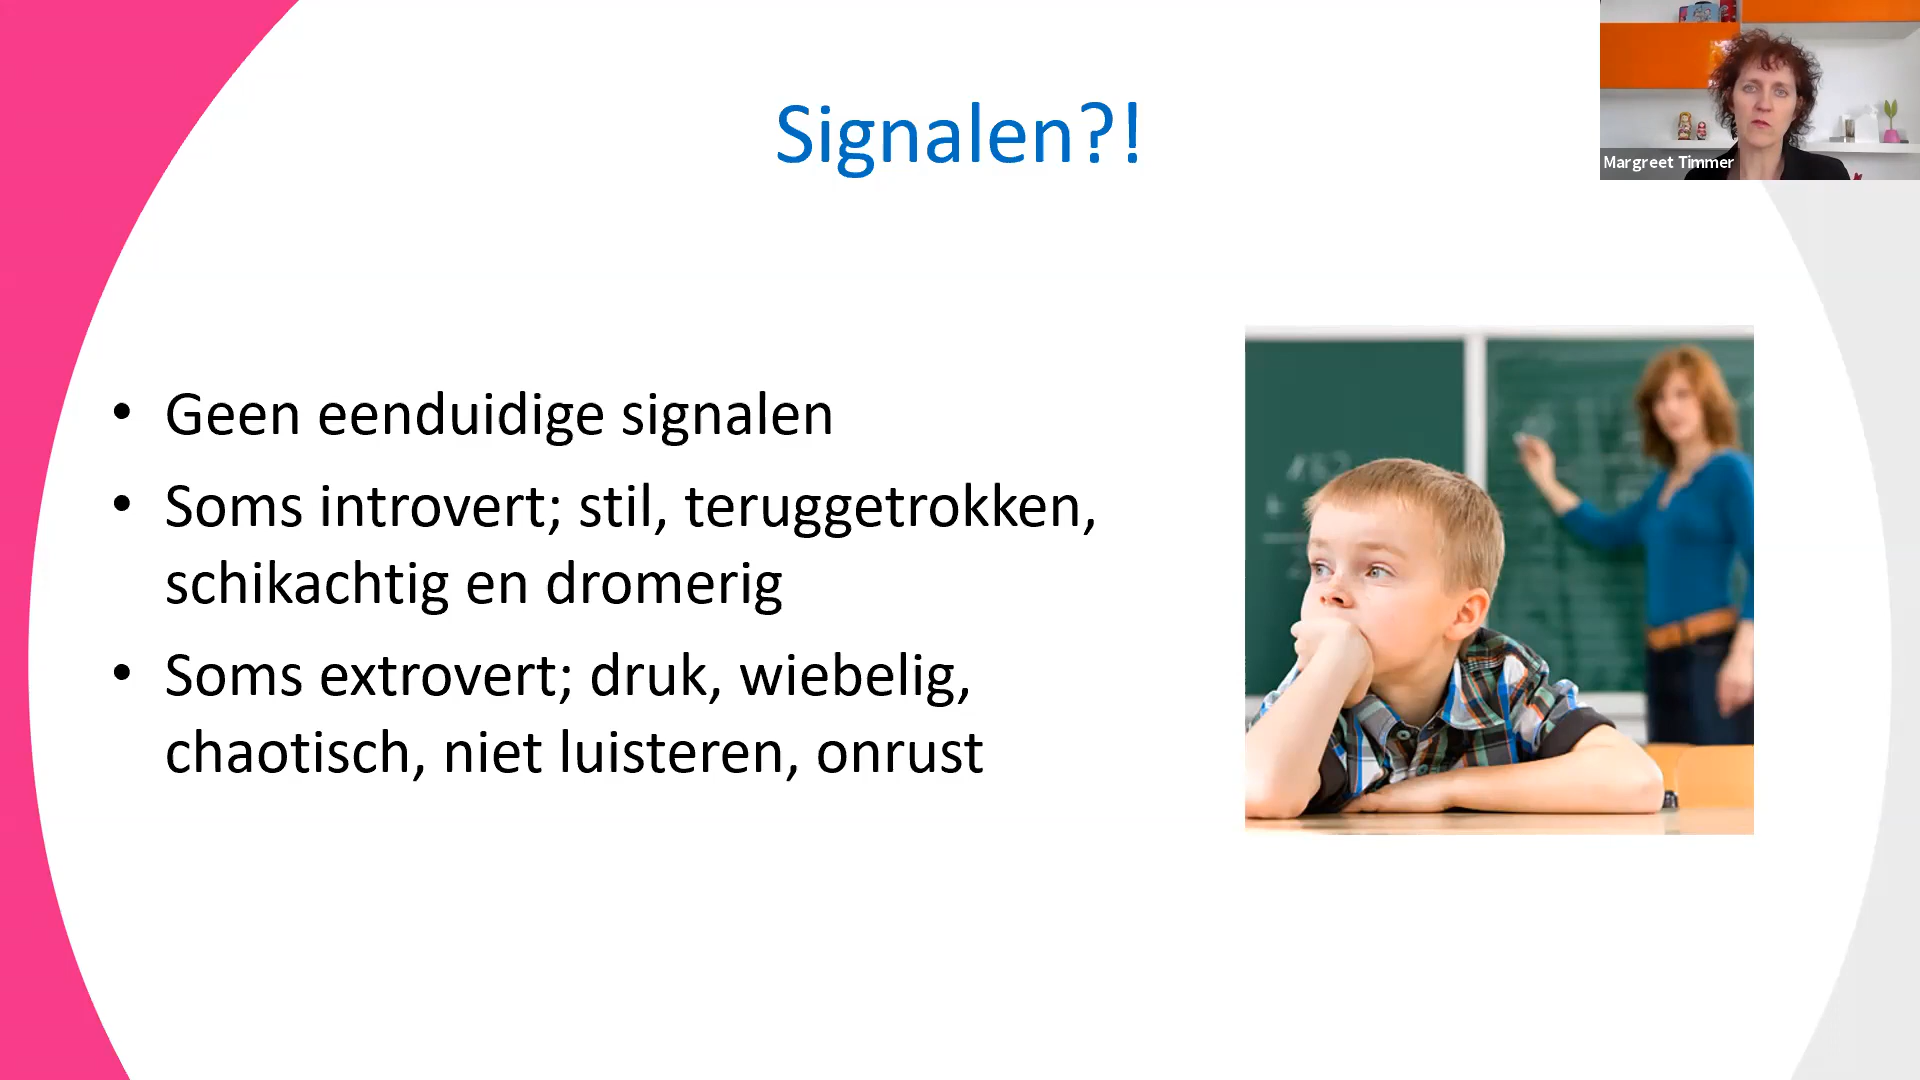 Signalen?!
Margreet Timmer
• Geen eenduidige signalen
• Soms introvert; stil, teruggetrokken,
schikachtig en dromerig
• Soms extrovert; druk, wiebelig,
chaotisch, niet luisteren, onrust